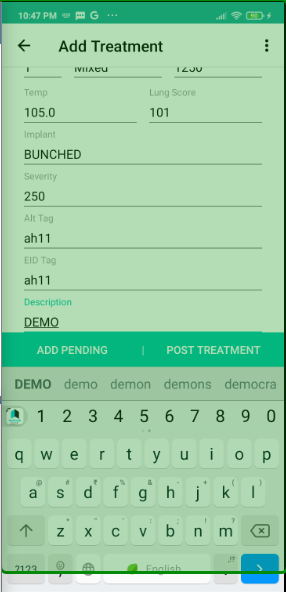 10:47 PM G ...
Add Treatment
1 Mixed 1250
Temp Lung Score
105.0 101
Implant
BUNCHED
Severity
250
Alt Tag
ah11
EID Tag
ah11
Description
DEMO
ADD PENDING | POST TREATMENT
DEMO demo demon demons democra
1 2 3 4 5 6 7 8 9 0
q w e r t y u i o p
a s d f g h j k l
z x c v b n m
?123 , English .